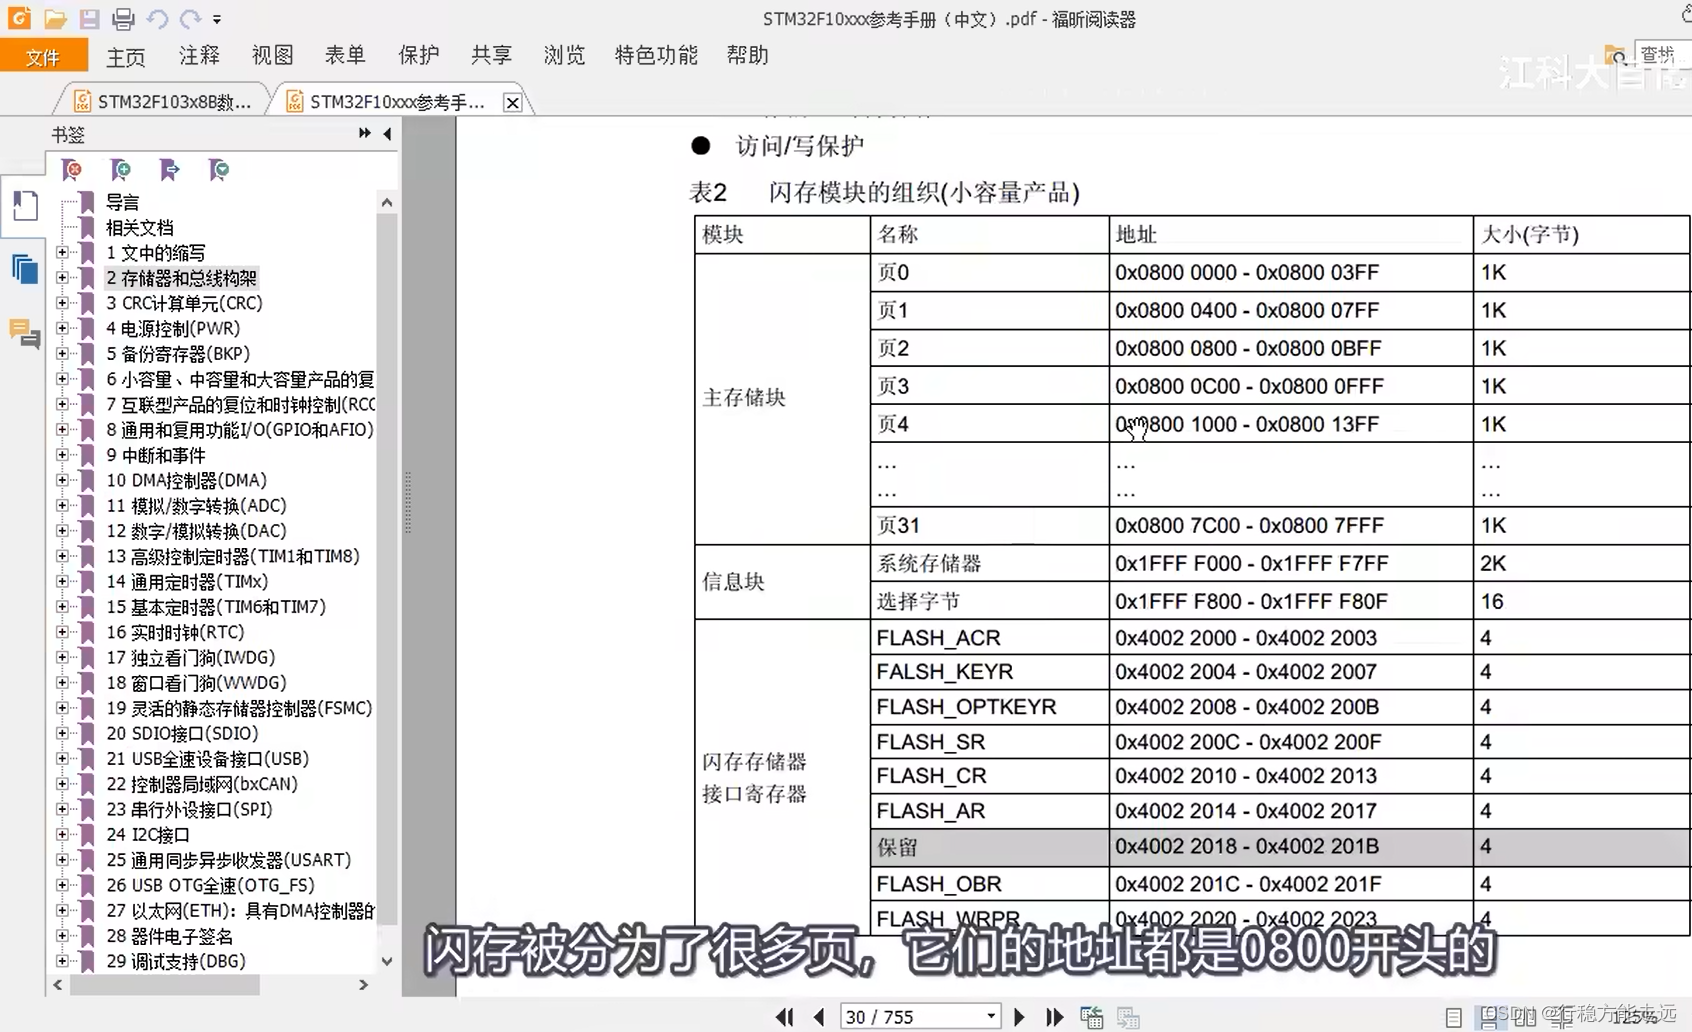 STM32F10xxx参考手册（中文）.pdf - 福昕阅读器
文件 主页 注释 视图 表单 保护 共享 浏览 特色功能 帮助
查找
江科大自化
STM32F103x8B数... STM32F10xxx参考手...
书签
导言
相关文档
1 文中的缩写
2 存储器和总线构架
3 CRC计算单元(CRC)
4 电源控制(PWR)
5 备份寄存器(BKP)
6 小容量、中容量和大容量产品的复
7 互联型产品的复位和时钟控制(RCC
8 通用和复用功能I/O(GPIO和AFIO)
9 中断和事件
10 DMA控制器(DMA)
11 模拟/数字转换(ADC)
12 数字/模拟转换(DAC)
13 高级控制定时器(TIM1和TIM8)
14 通用定时器(TIMx)
15 基本定时器(TIM6和TIM7)
16 实时时钟(RTC)
17 独立看门狗(IWDG)
18 窗口看门狗(WWDG)
19 灵活的静态存储器控制器(FSMC)
20 SDIO接口(SDIO)
21 USB全速设备接口(USB)
22 控制器局域网(bxCAN)
23 串行外设接口(SPI)
24 I2C接口
25 通用同步异步收发器(USART)
26 USB OTG全速(OTG_FS)
27 以太网(ETH)：具有DMA控制器的
28 器件电子签名
29 调试支持(DBG)
● 访问/写保护
表2 闪存模块的组织(小容量产品)
模块 名称 地址 大小(字节)
主存储块
页0 0x0800 0000 - 0x0800 03FF 1K
页1 0x0800 0400 - 0x0800 07FF 1K
页2 0x0800 0800 - 0x0800 0BFF 1K
页3 0x0800 0C00 - 0x0800 0FFF 1K
页4 0x0800 1000 - 0x0800 13FF 1K
… … …
… … …
页31 0x0800 7C00 - 0x0800 7FFF 1K
信息块
系统存储器 0x1FFF F000 - 0x1FFF F7FF 2K
选择字节 0x1FFF F800 - 0x1FFF F80F 16
闪存存储器
接口寄存器
FLASH_ACR 0x4002 2000 - 0x4002 2003 4
FALSH_KEYR 0x4002 2004 - 0x4002 2007 4
FLASH_OPTKEYR 0x4002 2008 - 0x4002 200B 4
FLASH_SR 0x4002 200C - 0x4002 200F 4
FLASH_CR 0x4002 2010 - 0x4002 2013 4
FLASH_AR 0x4002 2014 - 0x4002 2017 4
保留 0x4002 2018 - 0x4002 201B 4
FLASH_OBR 0x4002 201C - 0x4002 201F 4
FLASH_WRPR 0x4002 2020 - 0x4002 2023 4
闪存被分为了很多页，它们的地址都是0800开头的
30 / 755
125%
CSDN @行稳方能走远